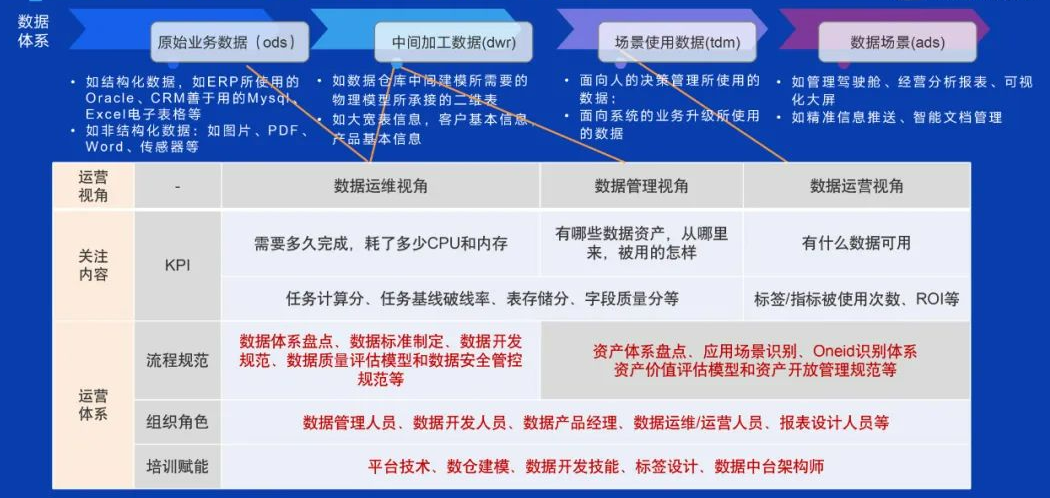 数据
体系
原始业务数据（ods）
中间加工数据(dwr)
场景使用数据(tdm)
数据场景(ads)
• 如结构化数据，如ERP所使用的
Oracle、CRM善于用的Mysql、
Excel电子表格等
• 如非结构化数据：如图片、PDF、
Word、传感器等
• 如数据仓库中间建模所需要的
物理模型所承接的二维表
• 如大宽表信息，客户基本信息、
产品基本信息
• 面向人的决策管理所使用的
数据；
• 面向系统的业务升级所使用
的数据
• 如管理驾驶舱、经营分析报表、可视
化大屏
• 如精准信息推送、智能文档管理
运营
视角
-
数据运维视角
数据管理视角
数据运营视角
关注
内容
KPI
需要多久完成，耗了多少CPU和内存
有哪些数据资产，从哪里
来，被用的怎样
有什么数据可用
任务计算分、任务基线破线率、表存储分、字段质量分等
标签/指标被使用次数、ROI等
运营
体系
流程规范
数据体系盘点、数据标准制定、数据开发
规范、数据质量评估模型和数据安全管控
规范等
资产体系盘点、应用场景识别、Oneid识别体系
资产价值评估模型和资产开放管理规范等
组织角色
数据管理人员、数据开发人员、数据产品经理、数据运维/运营人员、报表设计人员等
培训赋能
平台技术、数仓建模、数据开发技能、标签设计、数据中台架构师